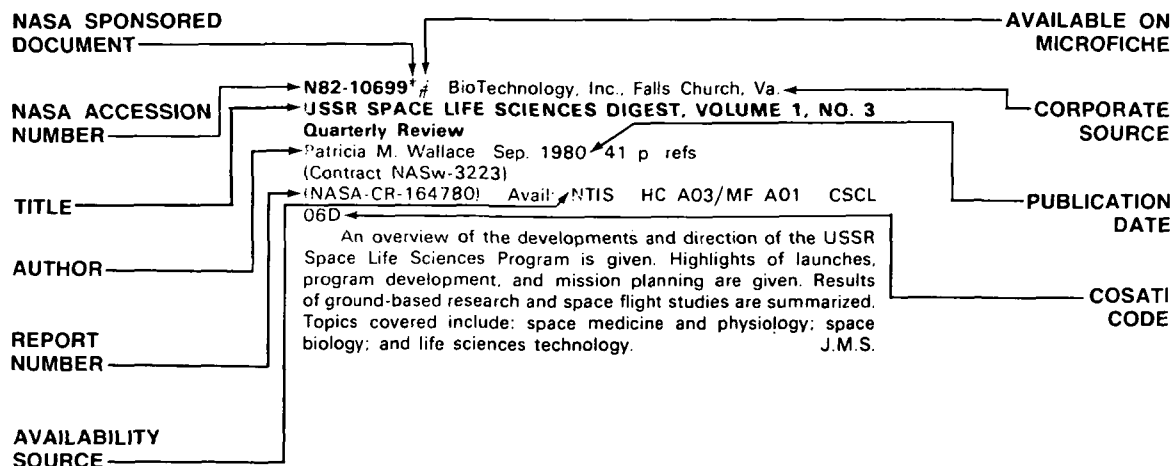 NASA SPONSORED
DOCUMENT
AVAILABLE ON
MICROFICHE
NASA ACCESSION
NUMBER
N82-10699*# BioTechnology, Inc., Falls Church, Va.
CORPORATE
SOURCE
TITLE
USSR SPACE LIFE SCIENCES DIGEST, VOLUME 1, NO. 3
Quarterly Review
AUTHOR
Patricia M. Wallace Sep. 1980 41 p refs
PUBLICATION
DATE
(Contract NASw-3223)
REPORT
NUMBER
(NASA-CR-164780) Avail: NTIS HC A03/MF A01 CSCL
06D
COSATI
CODE
An overview of the developments and direction of the USSR
Space Life Sciences Program is given. Highlights of launches,
program development, and mission planning are given. Results
of ground-based research and space flight studies are summarized.
Topics covered include: space medicine and physiology; space
biology; and life sciences technology. J.M.S.
AVAILABILITY
SOURCE